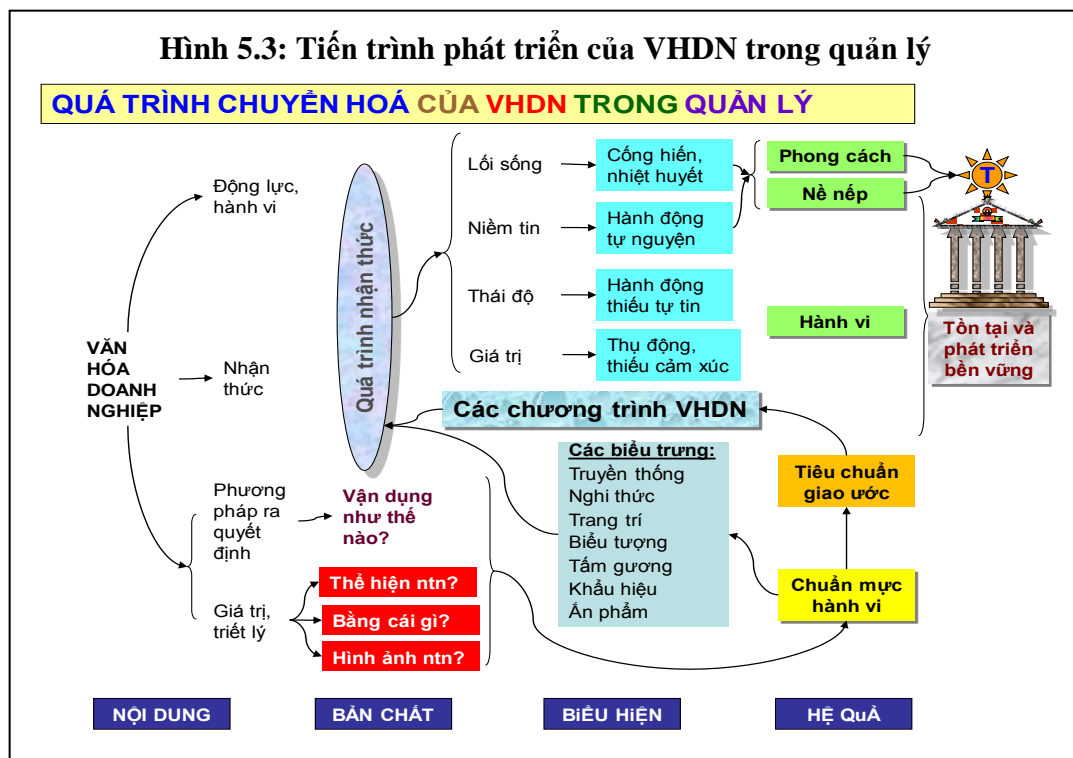 Hình 5.3: Tiến trình phát triển của VHDN trong quản lý
QUÁ TRÌNH CHUYỂN HOÁ CỦA VHDN TRONG QUẢN LÝ
VĂN
HÓA
DOANH
NGHIỆP
Động lực,
hành vi
Nhận
thức
Phương
pháp ra
quyết
định
Giá trị,
triết lý
Quá trình nhận thức
Vận dụng
như thế
nào?
Thể hiện ntn?
Bằng cái gì?
Hình ảnh ntn?
Lối sống
Niềm tin
Thái độ
Giá trị
Cống hiến,
nhiệt huyết
Hành động
tự nguyện
Hành động
thiếu tự tin
Thụ động,
thiếu cảm xúc
Các chương trình VHDN
Các biểu trưng:
Truyền thống
Nghi thức
Trang trí
Biểu tượng
Tấm gương
Khẩu hiệu
Ấn phẩm
Phong cách
Nề nếp
Hành vi
Tiêu chuẩn
giao ước
Chuẩn mực
hành vi
T
Tồn tại và
phát triển
bền vững
NỘI DUNG
BẢN CHẤT
BiỂU HiỆN
HỆ QuẢ